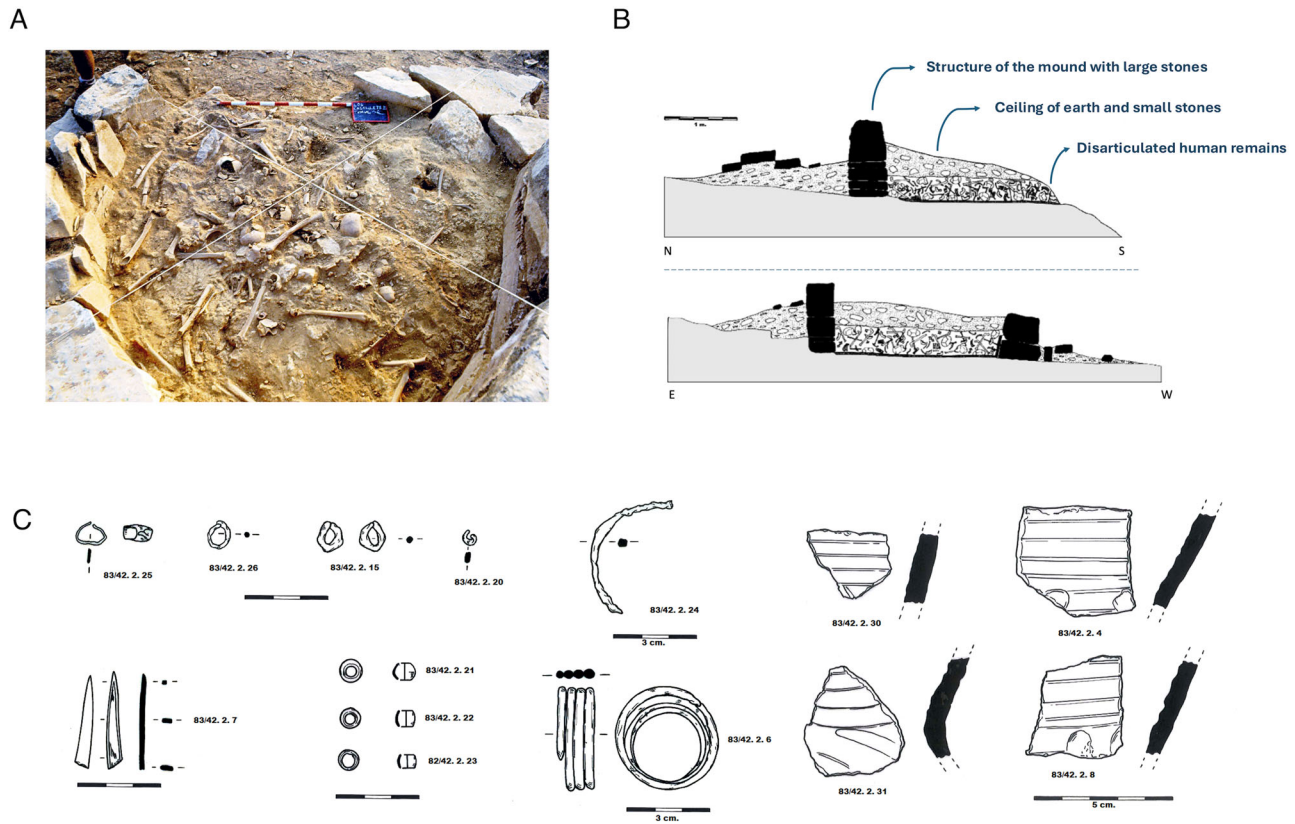 A
B
Structure of the mound with large stones
Ceiling of earth and small stones
1 m.
Disarticulated human remains
N
S
E
W
C
83/42. 2. 25
83/42. 2. 26
83/42. 2. 15
83/42. 2. 20
83/42. 2. 24
3 cm.
83/42. 2. 30
83/42. 2. 4
83/42. 2. 7
83/42. 2. 21
83/42. 2. 22
82/42. 2. 23
83/42. 2. 6
3 cm.
83/42. 2. 31
83/42. 2. 8
5 cm.